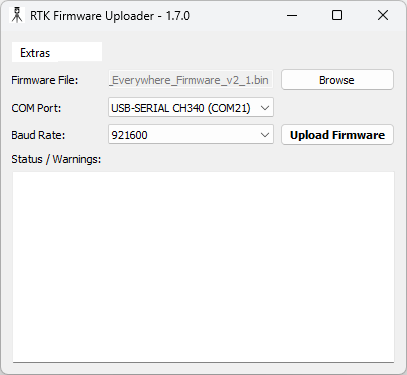 RTK Firmware Uploader - 1.7.0
Extras
Firmware File: _Everywhere_Firmware_v2_1.bin Browse
COM Port: USB-SERIAL CH340 (COM21)
Baud Rate: 921600 Upload Firmware
Status / Warnings: